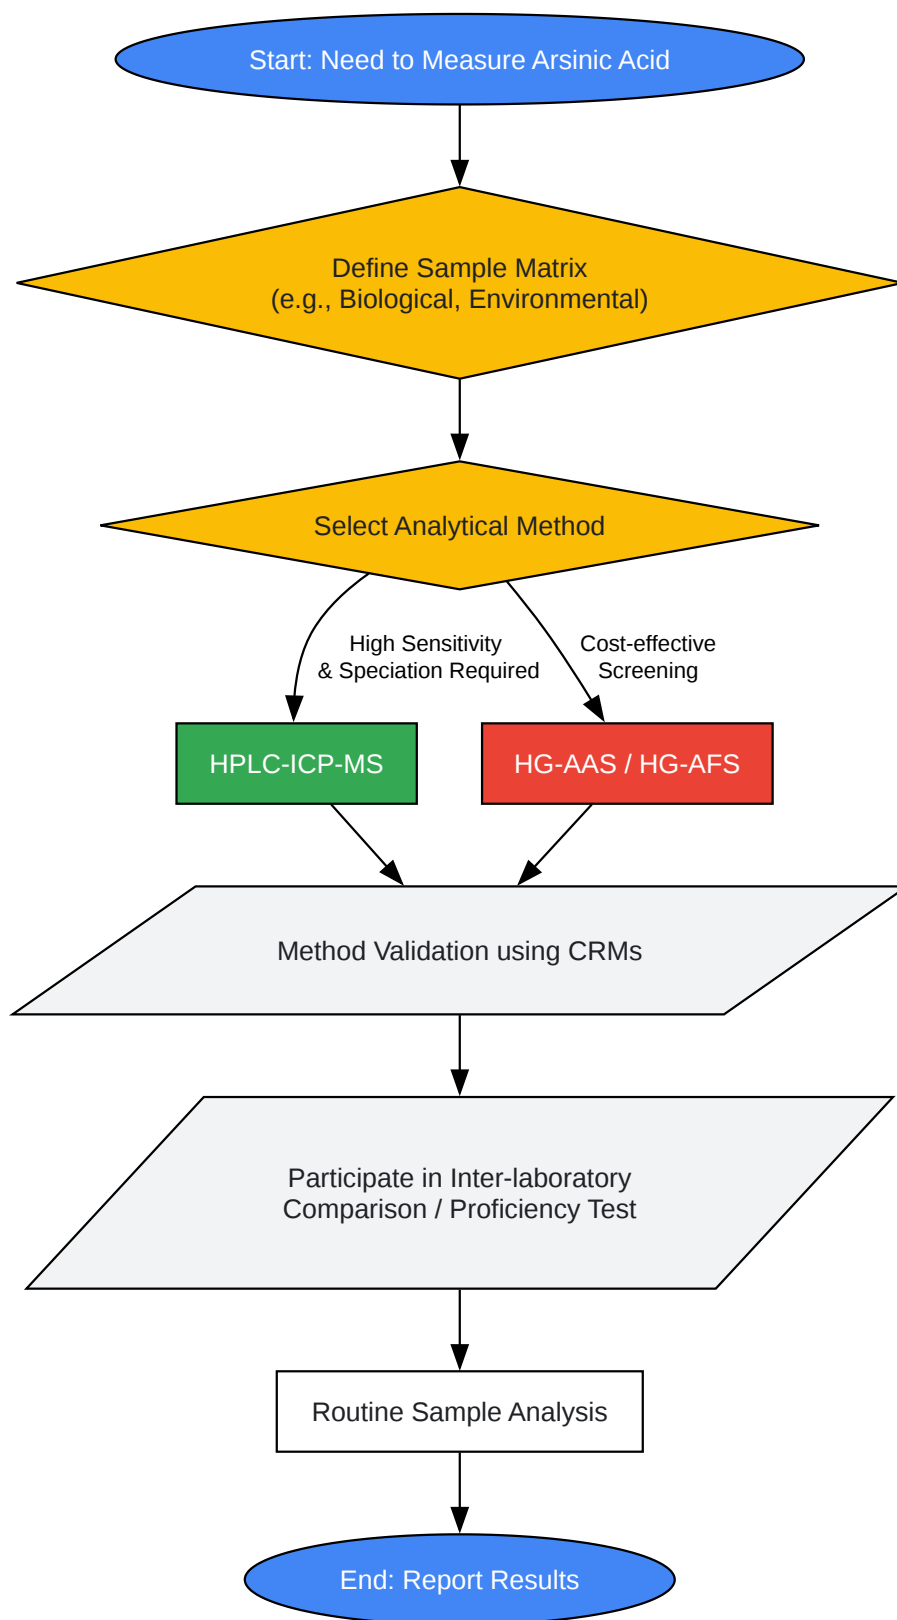 Start: Need to Measure Arsinic Acid
Define Sample Matrix
(e.g., Biological, Environmental)
Select Analytical Method
High Sensitivity
& Speciation Required
Cost-effective
Screening
HPLC-ICP-MS
HG-AAS / HG-AFS
Method Validation using CRMs
Participate in Inter-laboratory
Comparison / Proficiency Test
Routine Sample Analysis
End: Report Results